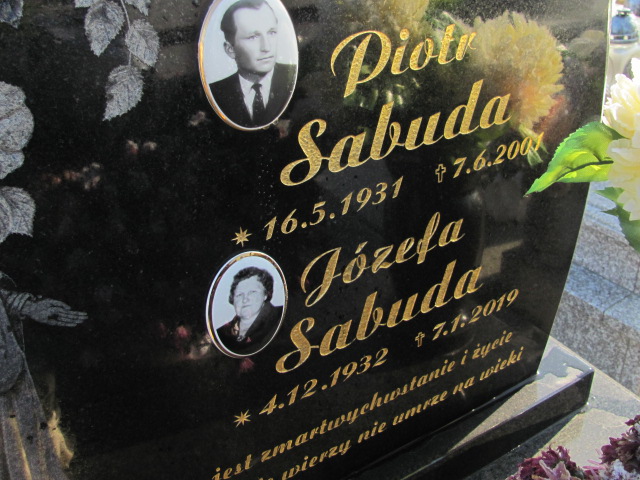 Piotr
Sabuda
* 16.5.1931 † 7.6.2001
Józefa
Sabuda
* 4.12.1932 † 7.1.2019
jest zmartwychwstanie i życie
wierzy nie umrze na wieki